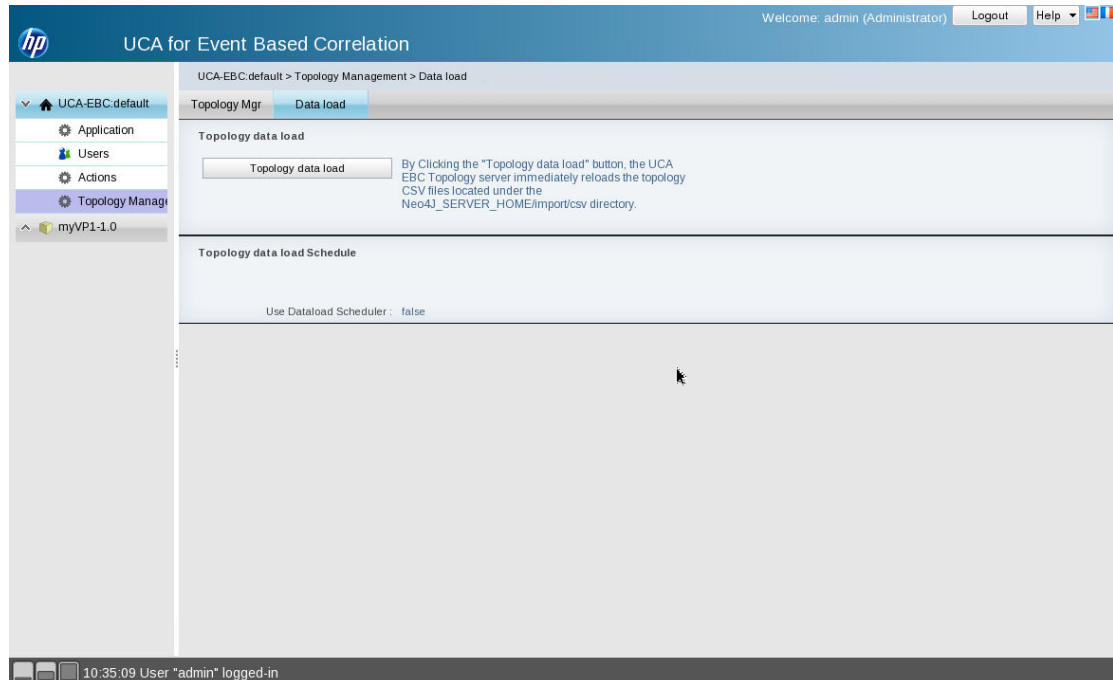 Welcome: admin (Administrator)
Logout
Help
hp
UCA for Event Based Correlation
UCA-EBC:default > Topology Management > Data load
UCA-EBC:default
Application
Users
Actions
Topology Manage
myVP1-1.0
Topology Mgr
Data load
Topology data load
Topology data load
By Clicking the "Topology data load" button, the UCA
EBC Topology server immediately reloads the topology
CSV files located under the
Neo4J_SERVER_HOME/import/csv directory.
Topology data load Schedule
Use Dataload Scheduler : false
10:35:09 User "admin" logged-in